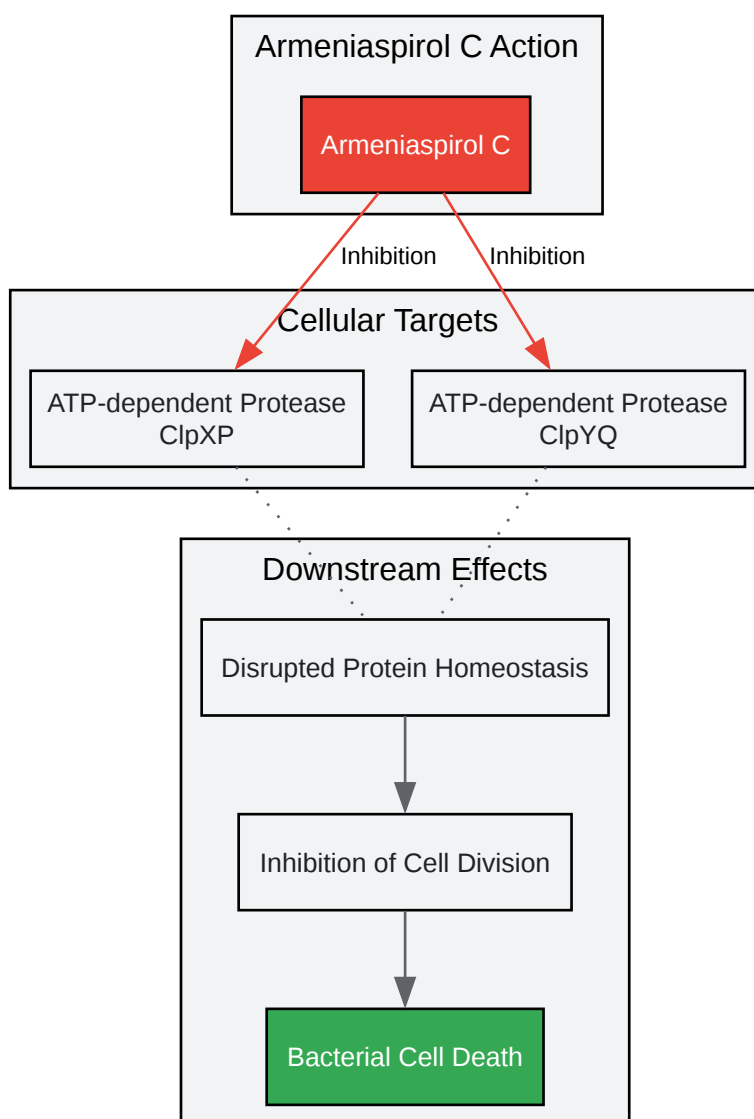 Armeniaspirol C Action
Armeniaspirol C
Inhibition
Inhibition
Cellular Targets
ATP-dependent Protease
ClpXP
ATP-dependent Protease
ClpYQ
Downstream Effects
Disrupted Protein Homeostasis
Inhibition of Cell Division
Bacterial Cell Death